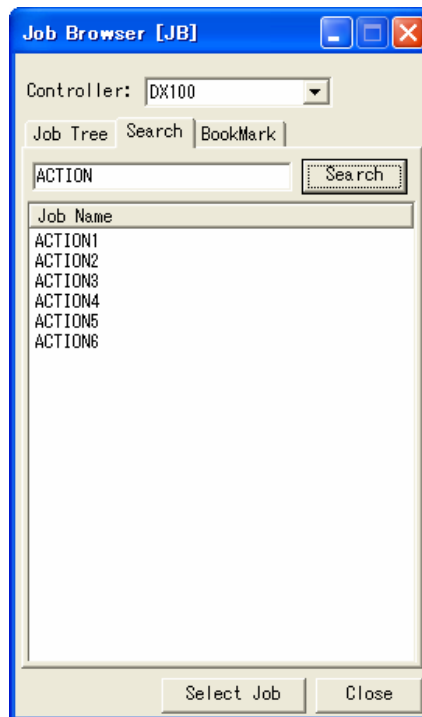 Job Browser [JB]
Controller: DX100
Job Tree Search BookMark
ACTION Search
Job Name
ACTION1
ACTION2
ACTION3
ACTION4
ACTION5
ACTION6
Select Job Close